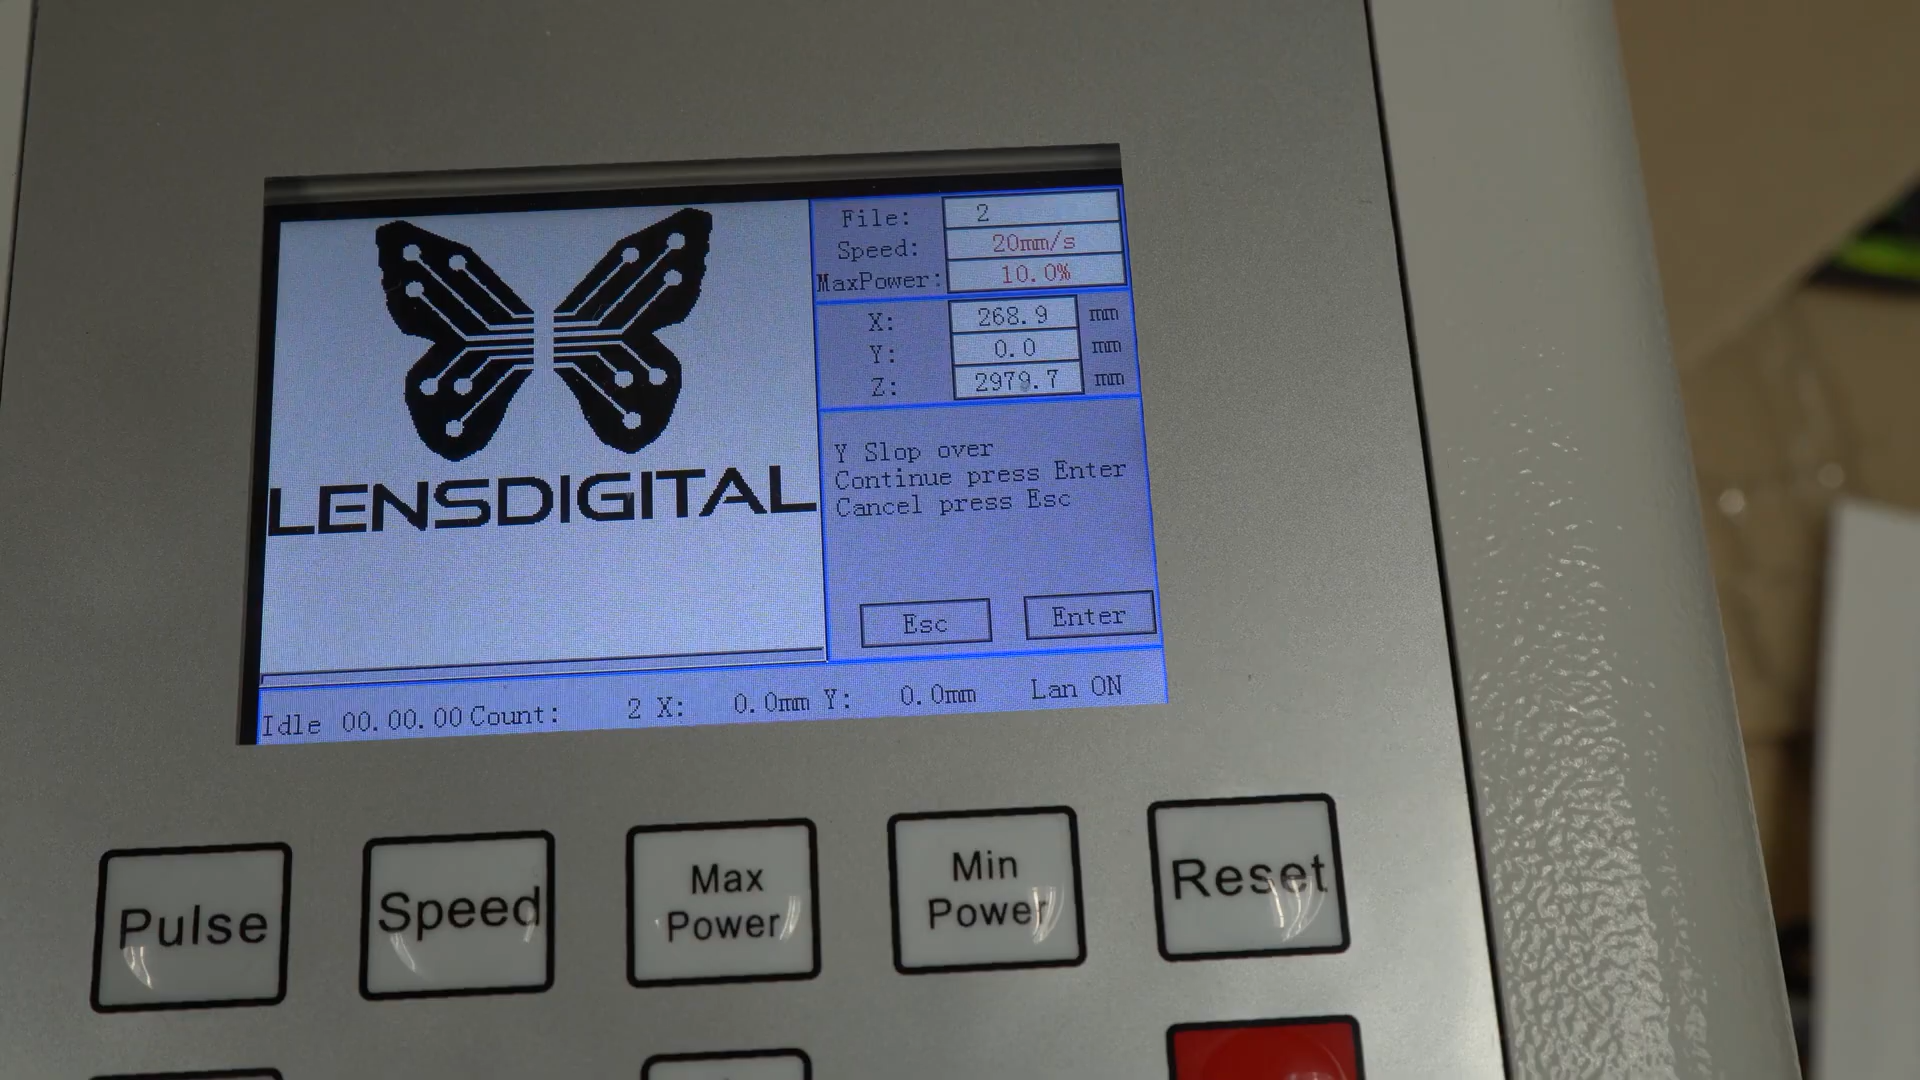 LENSDIGITAL
File: 2
Speed: 20mm/s
MaxPower: 10.0%
X: 268.9 mm
Y: 0.0 mm
Z: 2979.7 mm
Y Slop over
Continue press Enter
Cancel press Esc
Esc Enter
Idle 00.00.00 Count: 2 X: 0.0mm Y: 0.0mm Lan ON
Pulse
Speed
Max
Power
Min
Power
Reset